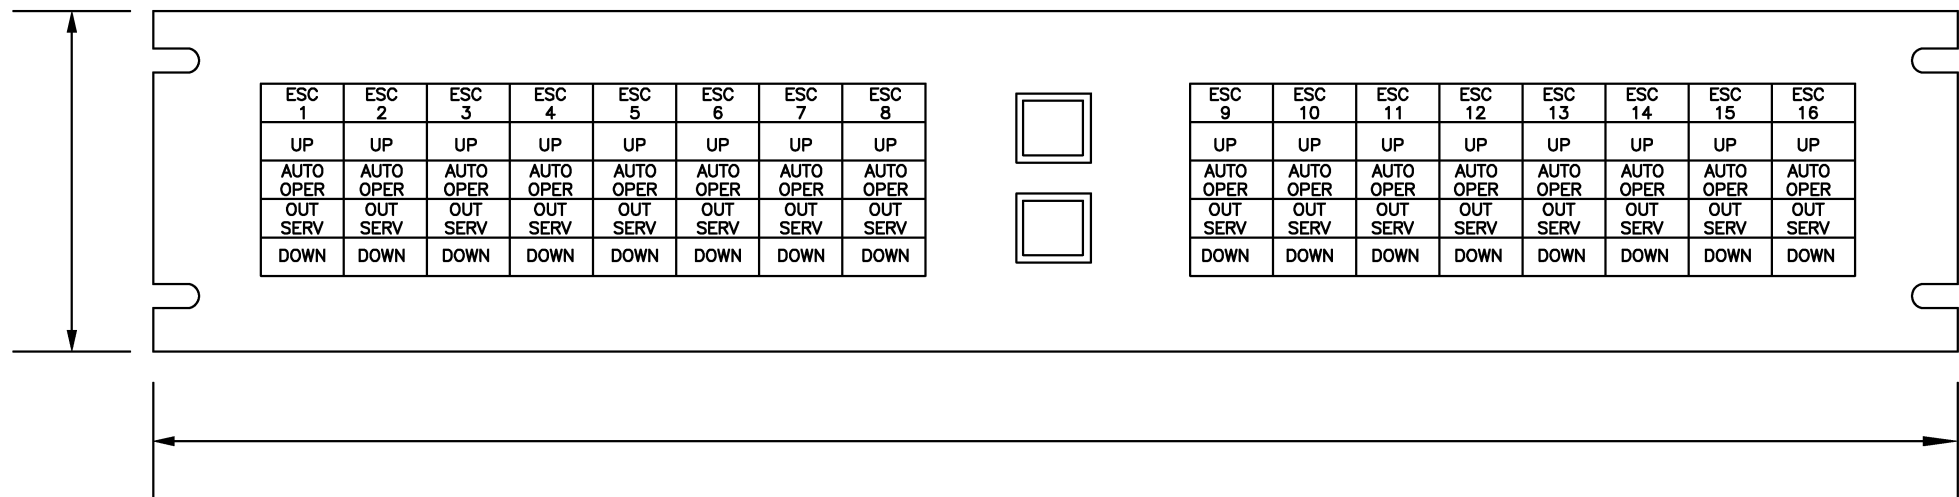 ESC ESC ESC ESC ESC ESC ESC ESC ESC ESC ESC ESC ESC ESC ESC ESC
1 2 3 4 5 6 7 8 9 10 11 12 13 14 15 16
UP UP UP UP UP UP UP UP UP UP UP UP UP UP UP UP
AUTO AUTO AUTO AUTO AUTO AUTO AUTO AUTO AUTO AUTO AUTO AUTO AUTO AUTO AUTO AUTO
OPER OPER OPER OPER OPER OPER OPER OPER OPER OPER OPER OPER OPER OPER OPER OPER
OUT OUT OUT OUT OUT OUT OUT OUT OUT OUT OUT OUT OUT OUT OUT OUT
SERV SERV SERV SERV SERV SERV SERV SERV SERV SERV SERV SERV SERV SERV SERV SERV
DOWN DOWN DOWN DOWN DOWN DOWN DOWN DOWN DOWN DOWN DOWN DOWN DOWN DOWN DOWN DOWN